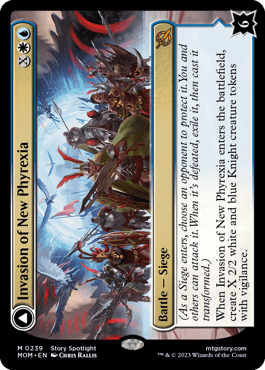 Invasion of New Phyrexia
X
Battle – Siege
(As a Siege enters, choose an opponent to protect it. You and
others can attack it. When it's defeated, exile it, then cast it
transformed.)
When Invasion of New Phyrexia enters the battlefield,
create X 2/2 white and blue Knight creature tokens
with vigilance.
6
M 0239 Story Spotlight
MOM • EN CHRIS RALLIS
mtgstory.com
™ & © 2023 Wizards of the Coast